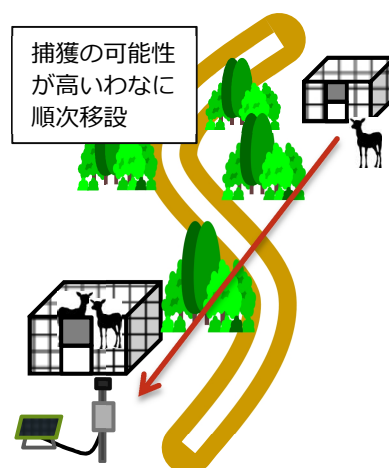 捕獲の可能性
が高いわなに
順次移設